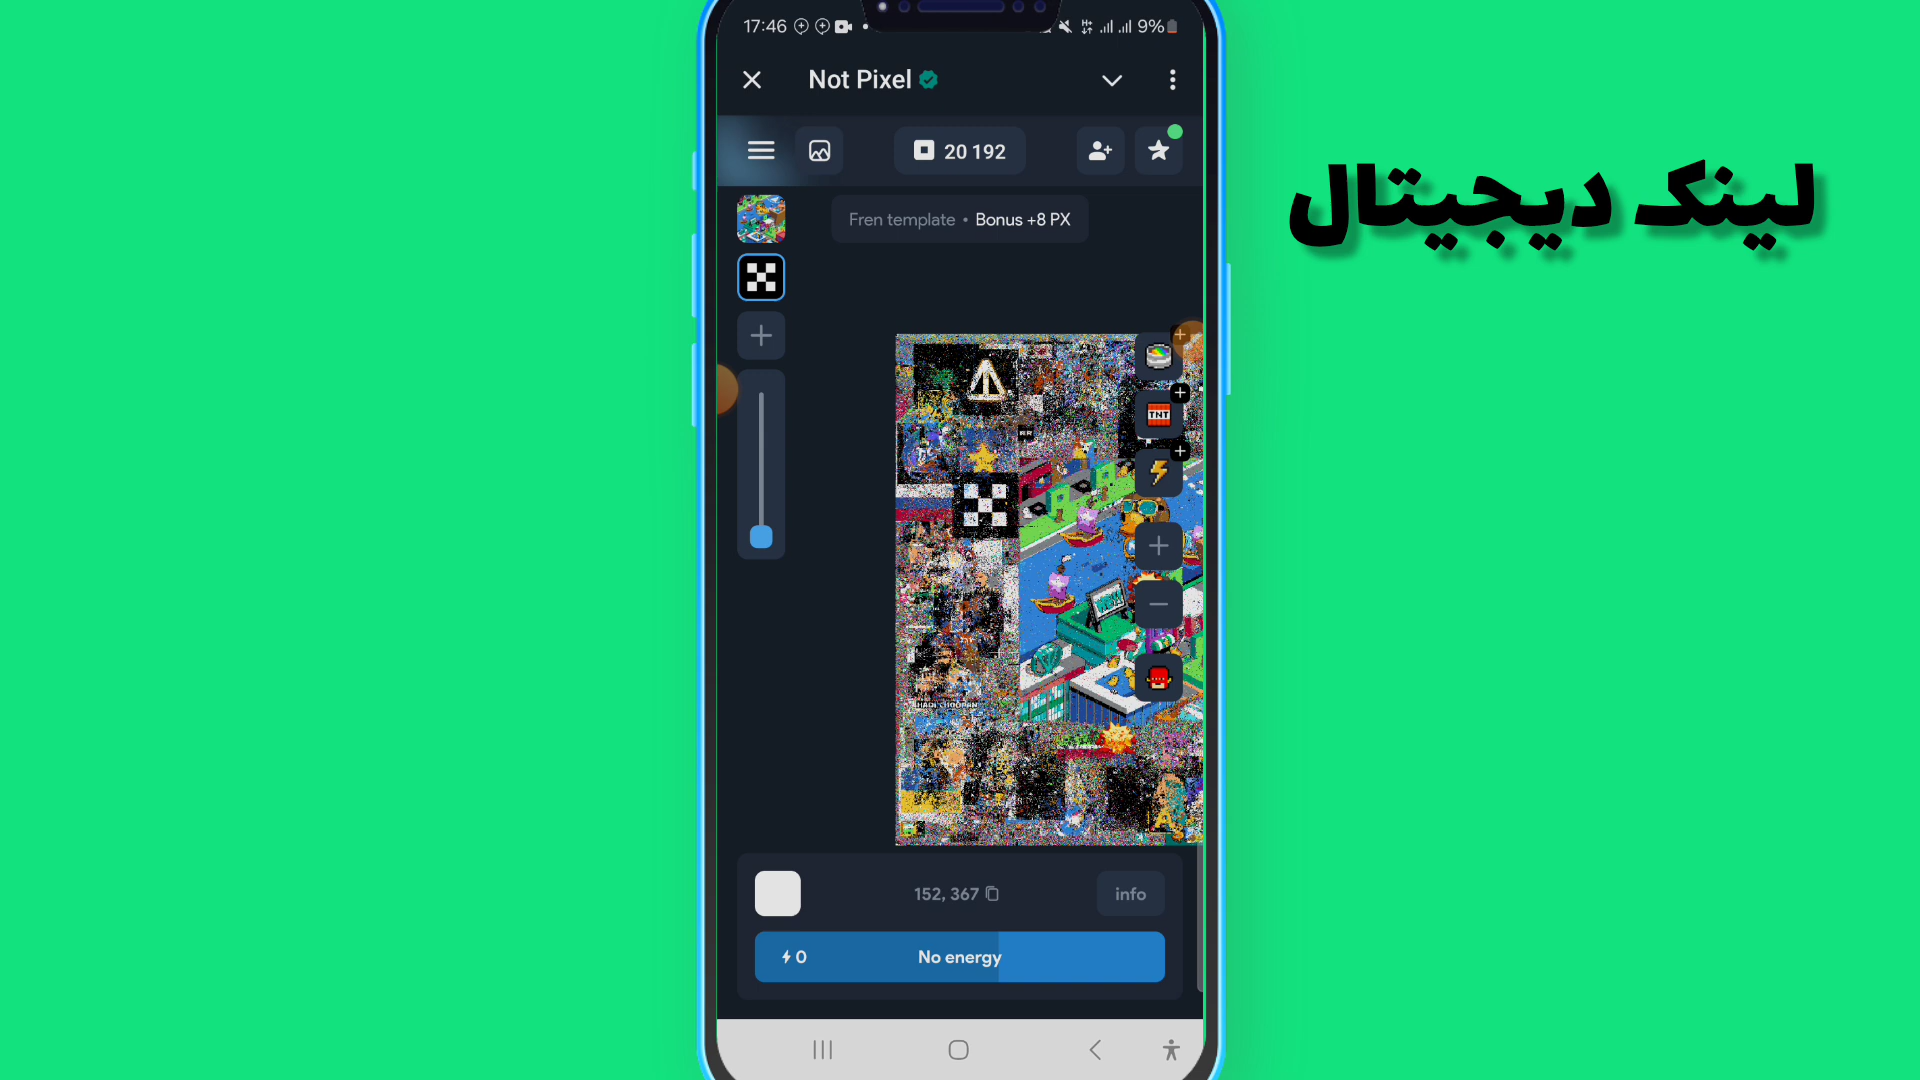 17:46
9%
Not Pixel
20 192
Fren template • Bonus +8 PX
لینک دیجیتال
TNT
152, 367
info
0
No energy